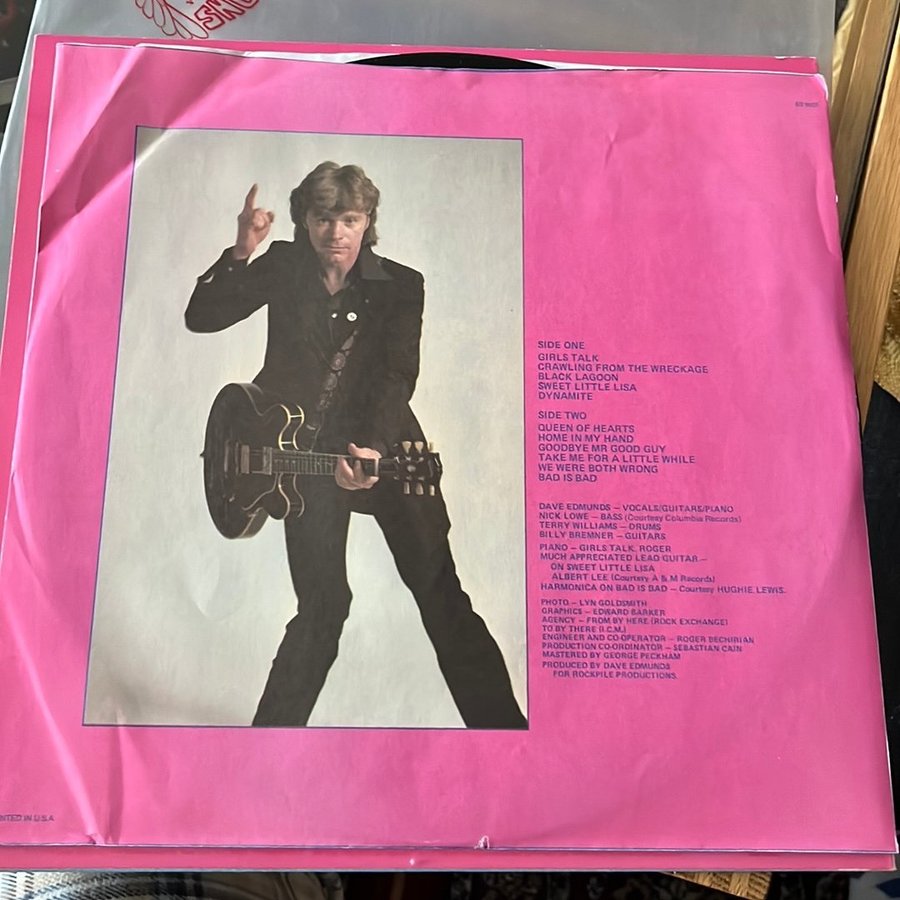 SIDE ONE
GIRLS TALK
CRAWLING FROM THE WRECKAGE
BLACK LAGOON
SWEET LITTLE LISA
DYNAMITE
SIDE TWO
QUEEN OF HEARTS
HOME IN MY HAND
GOODBYE MR GOOD GUY
TAKE ME FOR A LITTLE WHILE
WE WERE BOTH WRONG
BAD IS BAD
DAVE EDMUNDS – VOCALS/GUITARS/PIANO
NICK LOWE – BASS (Courtesy Columbia Records)
TERRY WILLIAMS – DRUMS
BILLY BREMNER – GUITARS
PIANO – GIRLS TALK, ROGER
MUCH APPRECIATED LEAD GUITAR –
ON SWEET LITTLE LISA
ALBERT LEE (Courtesy A & M Records)
HARMONICA ON BAD IS BAD – Courtesy HUGHIE LEWIS.
PHOTO – LYN GOLDSMITH
GRAPHICS – EDWARD BARKER
AGENCY – FROM BY HERE (ROCK EXCHANGE)
TO BY THERE (I.C.M.)
ENGINEER AND CO-OPERATOR – ROGER BECHIRIAN
PRODUCTION CO-ORDINATOR – SEBASTIAN CAIN
MASTERED BY GEORGE PECKHAM
PRODUCED BY DAVE EDMUNDS
FOR ROCKPILE PRODUCTIONS.
NTED IN U.S.A